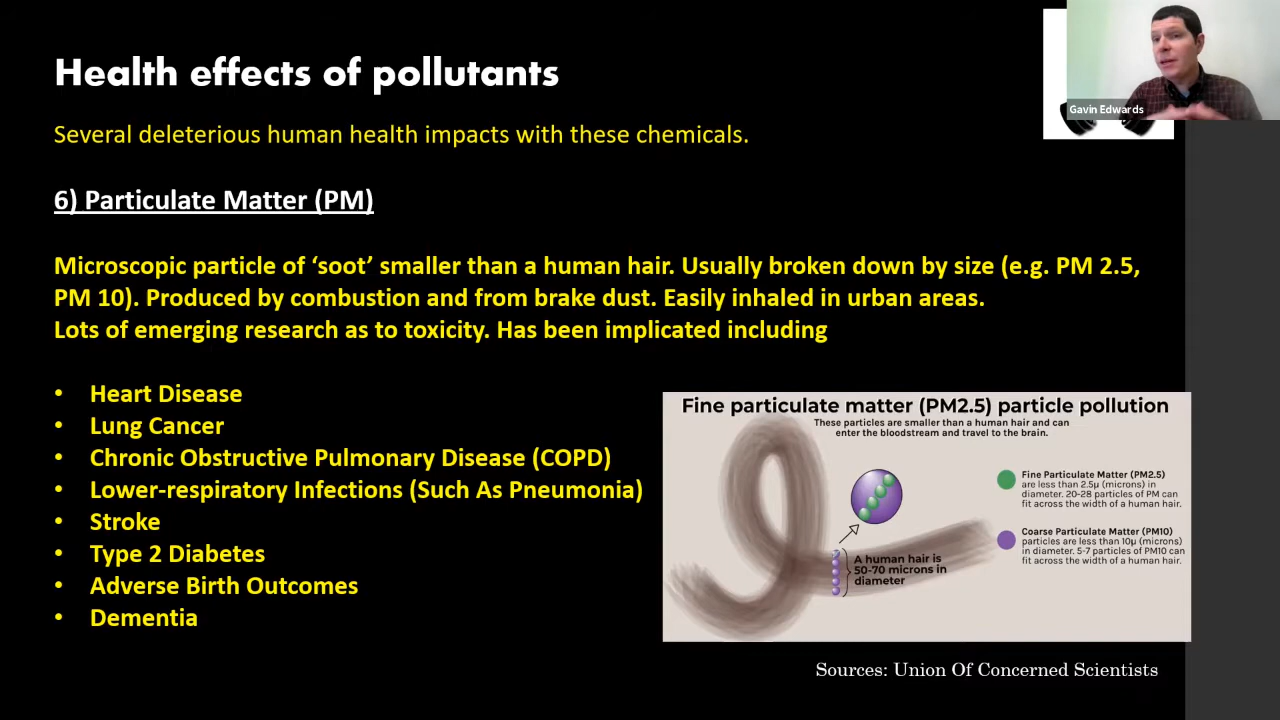 Health effects of pollutants
Gavin Edwards
Several deleterious human health impacts with these chemicals.
6) Particulate Matter (PM)
Microscopic particle of ‘soot’ smaller than a human hair. Usually broken down by size (e.g. PM 2.5,
PM 10). Produced by combustion and from brake dust. Easily inhaled in urban areas.
Lots of emerging research as to toxicity. Has been implicated including
• Heart Disease
• Lung Cancer
• Chronic Obstructive Pulmonary Disease (COPD)
• Lower-respiratory Infections (Such As Pneumonia)
• Stroke
• Type 2 Diabetes
• Adverse Birth Outcomes
• Dementia
Fine particulate matter (PM2.5) particle pollution
These particles are smaller than a human hair and can
enter the bloodstream and travel to the brain.
Fine Particulate Matter (PM2.5)
are less than 2.5µ (microns) in
diameter. 20-28 particles of PM can
fit across the width of a human hair.
Coarse Particulate Matter (PM10)
particles are less than 10µ (microns)
in diameter. 5-7 particles of PM10 can
fit across the width of a human hair.
A human hair is
50-70 microns in
diameter
Sources: Union Of Concerned Scientists